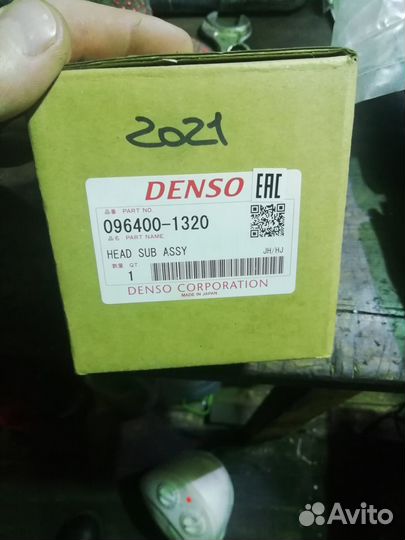 2021
DENSO EAC
品番 PART NO.
096400-1320
品名 PART NAME
HEAD SUB ASSY JH/HJ
数量 QT
1
DENSO CORPORATION
MADE IN JAPAN
Avito